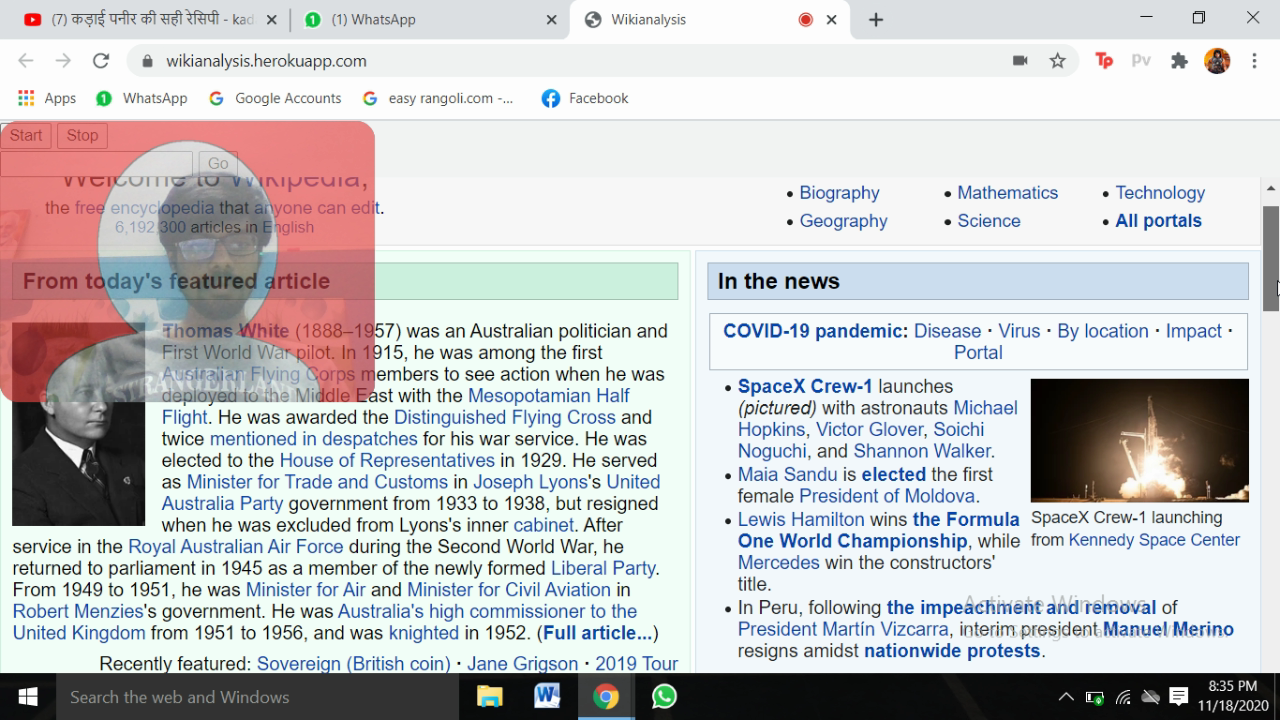 (7) कड़ाई पनीर की सही रेसिपी - kad
(1) WhatsApp
Wikianalysis
wikianalysis.herokuapp.com
Tp
Pv
Apps
WhatsApp
Google Accounts
easy rangoli.com -...
Facebook
Start Stop
Go
Welcome to Wikipedia,
the free encyclopedia that anyone can edit.
6,192,300 articles in English
Biography Mathematics Technology
Geography Science All portals
From today's featured article
Thomas White (1888–1957) was an Australian politician and
First World War pilot. In 1915, he was among the first
Australian Flying Corps members to see action when he was
deployed to the Middle East with the Mesopotamian Half
Flight. He was awarded the Distinguished Flying Cross and
twice mentioned in despatches for his war service. He was
elected to the House of Representatives in 1929. He served
as Minister for Trade and Customs in Joseph Lyons's United
Australia Party government from 1933 to 1938, but resigned
when he was excluded from Lyons's inner cabinet. After
service in the Royal Australian Air Force during the Second World War, he
returned to parliament in 1945 as a member of the newly formed Liberal Party.
From 1949 to 1951, he was Minister for Air and Minister for Civil Aviation in
Robert Menzies's government. He was Australia's high commissioner to the
United Kingdom from 1951 to 1956, and was knighted in 1952. (Full article...)
Recently featured: Sovereign (British coin) · Jane Grigson · 2019 Tour
In the news
COVID-19 pandemic: Disease · Virus · By location · Impact ·
Portal
SpaceX Crew-1 launches
(pictured) with astronauts Michael
Hopkins, Victor Glover, Soichi
Noguchi, and Shannon Walker.
Maia Sandu is elected the first
female President of Moldova.
Lewis Hamilton wins the Formula
One World Championship, while
Mercedes win the constructors'
title.
In Peru, following the impeachment and removal of
President Martín Vizcarra, interim president Manuel Merino
resigns amidst nationwide protests.
SpaceX Crew-1 launching
from Kennedy Space Center
Activate Windows
Go to Settings to activate Windows.
Search the web and Windows
8:35 PM
11/18/2020